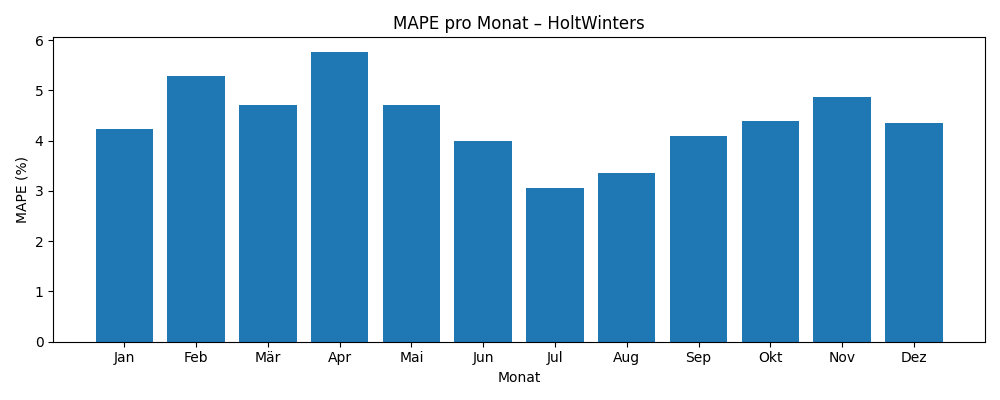 MAPE pro Monat – HoltWinters
MAPE (%)
6
5
4
3
2
1
0
Jan Feb Mär Apr Mai Jun Jul Aug Sep Okt Nov Dez
Monat